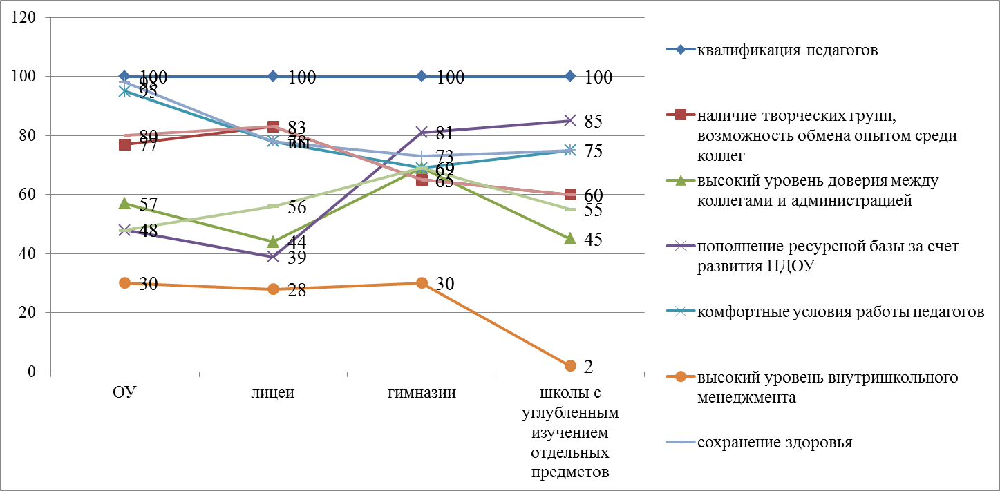 120
100
80
60
40
20
0
100
100
100
100
98
95
80
77
83
78
вы
57
48
56
44
39
30
28
81
73
69
65
30
85
75
60
55
45
2
ОУ
лицеи
гимназии
школы с
углубленным
изучением
отдельных
предметов
квалификация педагогов
наличие творческих групп,
возможность обмена опытом среди
коллег
высокий уровень доверия между
коллегами и администрацией
пополнение ресурсной базы за счет
развития ПДОУ
комфортные условия работы педагогов
высокий уровень внутришкольного
менеджмента
сохранение здоровья